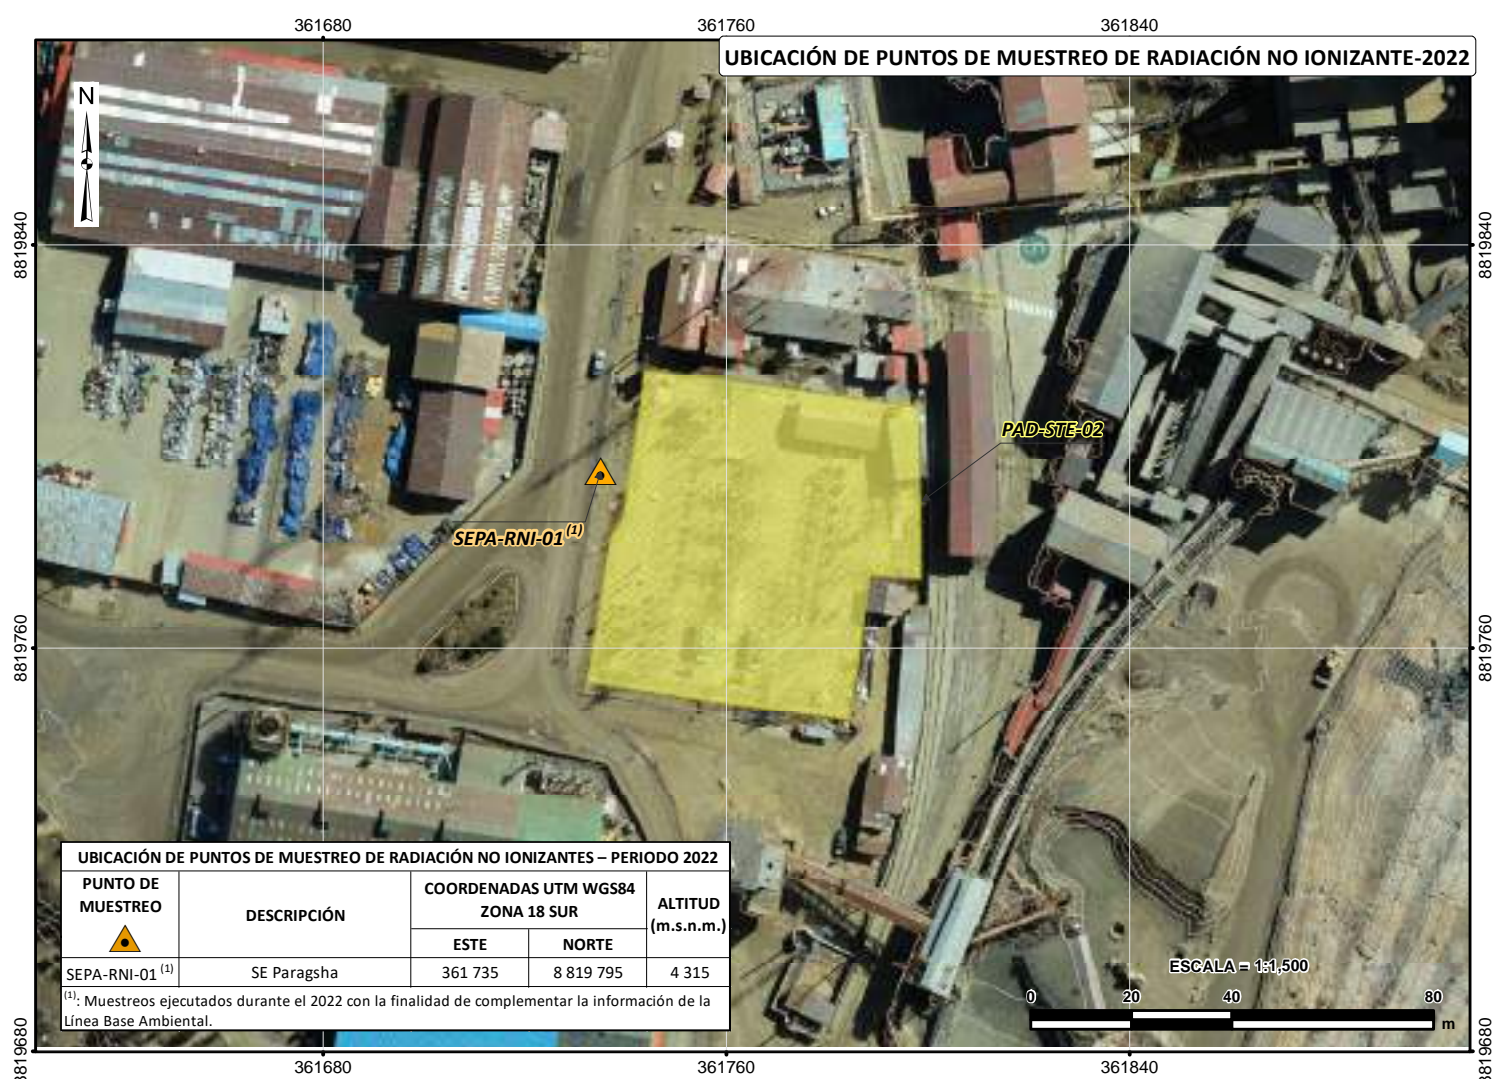 361680
361760
361840
UBICACIÓN DE PUNTOS DE MUESTREO DE RADIACIÓN NO IONIZANTE-2022
N
8819840
8819840
PAD-STE-02
SEPA-RNI-01 (1)
8819760
8819760
UBICACIÓN DE PUNTOS DE MUESTREO DE RADIACIÓN NO IONIZANTES – PERIODO 2022
PUNTO DE
MUESTREO
DESCRIPCIÓN
COORDENADAS UTM WGS84
ZONA 18 SUR
ALTITUD
(m.s.n.m.)
ESTE
NORTE
SEPA-RNI-01 (1)
SE Paragsha
361 735
8 819 795
4 315
(1): Muestreos ejecutados durante el 2022 con la finalidad de complementar la información de la
Línea Base Ambiental.
ESCALA = 1:1,500
0 20 40 80
m
8819680
8819680
361680
361760
361840